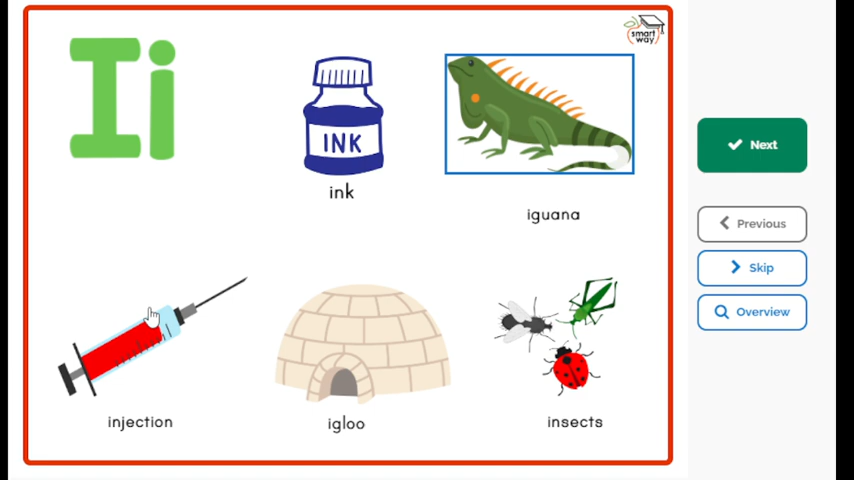 smart
way
Ii
INK
ink
iguana
injection
igloo
insects
Next
Previous
Skip
Overview